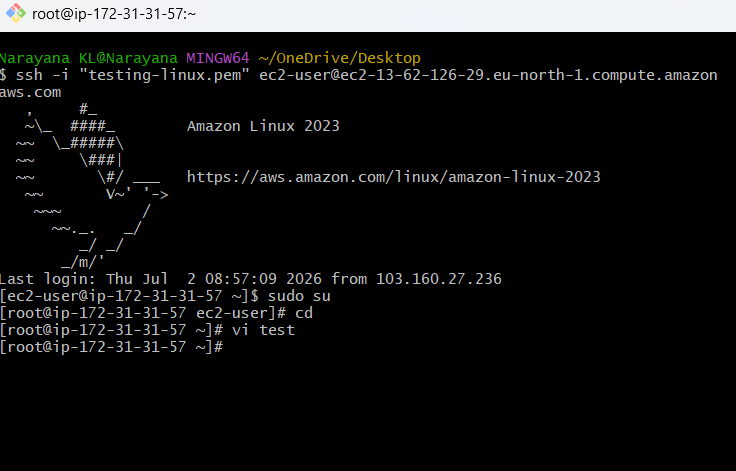 root@ip-172-31-31-57:~
Narayana KL@Narayana MINGW64 ~/OneDrive/Desktop
$ ssh -i "testing-linux.pem" ec2-user@ec2-13-62-126-29.eu-north-1.compute.amazon
aws.com
   ,     #_
   ~\_  ####_        Amazon Linux 2023
  ~~  \_#####\
  ~~     \###|
  ~~       \#/ ___   https://aws.amazon.com/linux/amazon-linux-2023
   ~~       V~' '->
    ~~~         /
      ~~._.   _/
         _/ _/
       _/m/'
Last login: Thu Jul  2 08:57:09 2026 from 103.160.27.236
[ec2-user@ip-172-31-31-57 ~]$ sudo su
[root@ip-172-31-31-57 ec2-user]# cd
[root@ip-172-31-31-57 ~]# vi test
[root@ip-172-31-31-57 ~]#